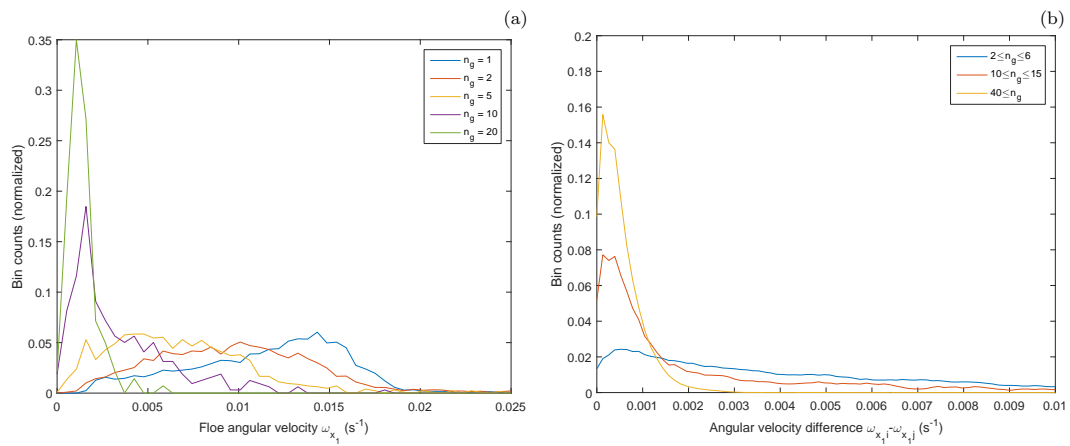 (a)
0.35
0.3
0.25
0.2
0.15
0.1
0.05
0
Bin counts (normalized)
n_g = 1
n_g = 2
n_g = 5
n_g = 10
n_g = 20
0 0.005 0.01 0.015 0.02 0.025
Floe angular velocity ω_x_1 (s⁻¹)
(b)
0.2
0.18
0.16
0.14
0.12
0.1
0.08
0.06
0.04
0.02
0
Bin counts (normalized)
2≤n_g≤6
10≤n_g≤15
40≤n_g
0 0.001 0.002 0.003 0.004 0.005 0.006 0.007 0.008 0.009 0.01
Angular velocity difference ω_x_1i-ω_x_1j (s⁻¹)